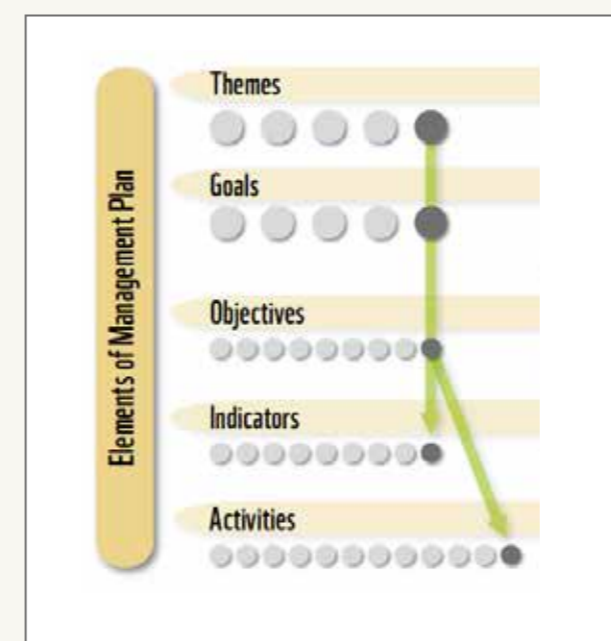 Elements of Management Plan
Themes
Goals
Objectives
Indicators
Activities